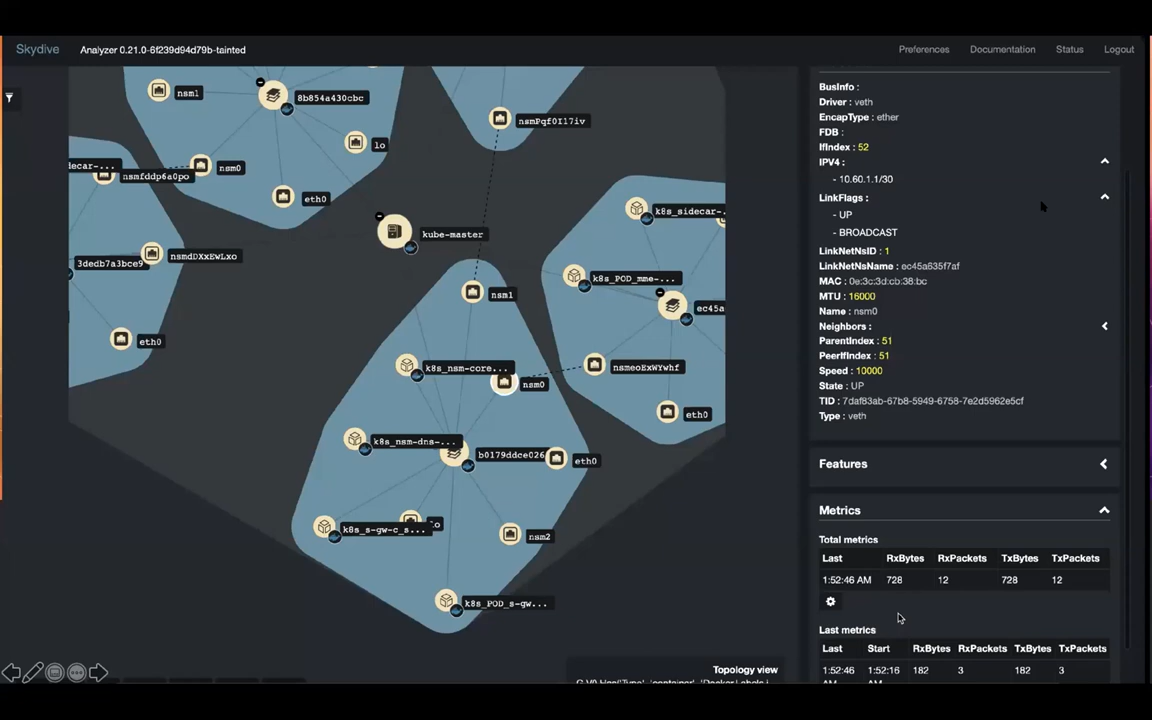 Skydive
Analyzer 0.21.0-6f239d94d79b-tainted
Preferences
Documentation
Status
Logout
nsm1
8b854a430cbc
lo
nsm0
eth0
nsmfddp6a0po
nsmPqf0I17iv
kube-master
nsmdDXxEWLxo
3dedb7a3bce9
eth0
k8s_sidecar-...
k8s_POD_mme-...
nsm1
k8s_nsm-core...
nsm0
nsmeoExWYwhf
eth0
k8s_nsm-dns-...
b0179ddce026
eth0
k8s_s-gw-c_s...
lo
nsm2
k8s_POD_s-gw...
Topology view
BusInfo :
Driver : veth
EncapType : ether
FDB :
IfIndex : 52
IPV4 :
- 10.60.1.1/30
LinkFlags :
- UP
- BROADCAST
LinkNetNsID : 1
LinkNetNsName : ec45a635f7af
MAC : 0e:3c:3d:cb:38:bc
MTU : 16000
Name : nsm0
Neighbors :
ParentIndex : 51
PeerIfIndex : 51
Speed : 10000
State : UP
TID : 7daf83ab-67b8-5949-6758-7e2d5962e5cf
Type : veth
Features
Metrics
Total metrics
Last RxBytes RxPackets TxBytes TxPackets
1:52:46 AM 728 12 728 12
Last metrics
Last Start RxBytes RxPackets TxBytes TxPackets
1:52:46 1:52:16 182 3 182 3